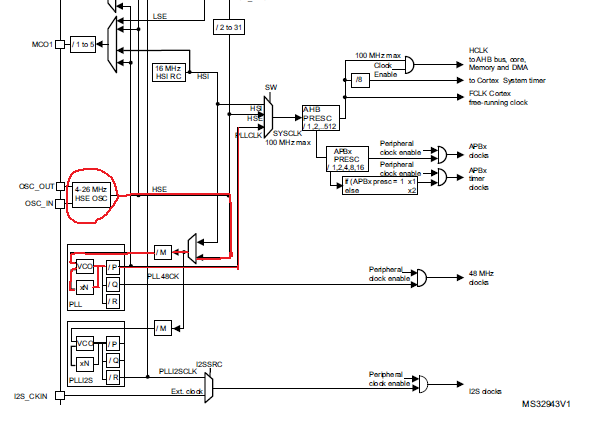 LSE
/ 2 to 31
MCO1
/ 1 to 5
16 MHz
HSI RC
HSI
SW
HSI
HSE
PLLCLK
SYSCLK
100 MHz max
AHB
PRESC
/ 1,2,..512
100 MHz max
Clock
Enable
/8
HCLK
to AHB bus, core,
Memory and DMA
to Cortex System timer
FCLK Cortex
free-running clock
APBx
PRESC
/ 1,2,4,8,16
Peripheral
clock enable
APBx
clocks
if (APBx presc = 1 x1
else x2
Peripheral
clock enable
APBx
timer
clocks
OSC_OUT
OSC_IN
4-26 MHz
HSE OSC
HSE
/ M
VCO
xN
/ P
/ Q
/ R
PLL
PLL48CK
Peripheral
clock enable
48 MHz
clocks
/ M
VCO
xN
/ P
/ Q
/ R
PLLI2S
PLLI2SCLK
I2SSRC
Ext. clock
I2S_CKIN
Peripheral
clock enable
I2S clocks
MS32943V1